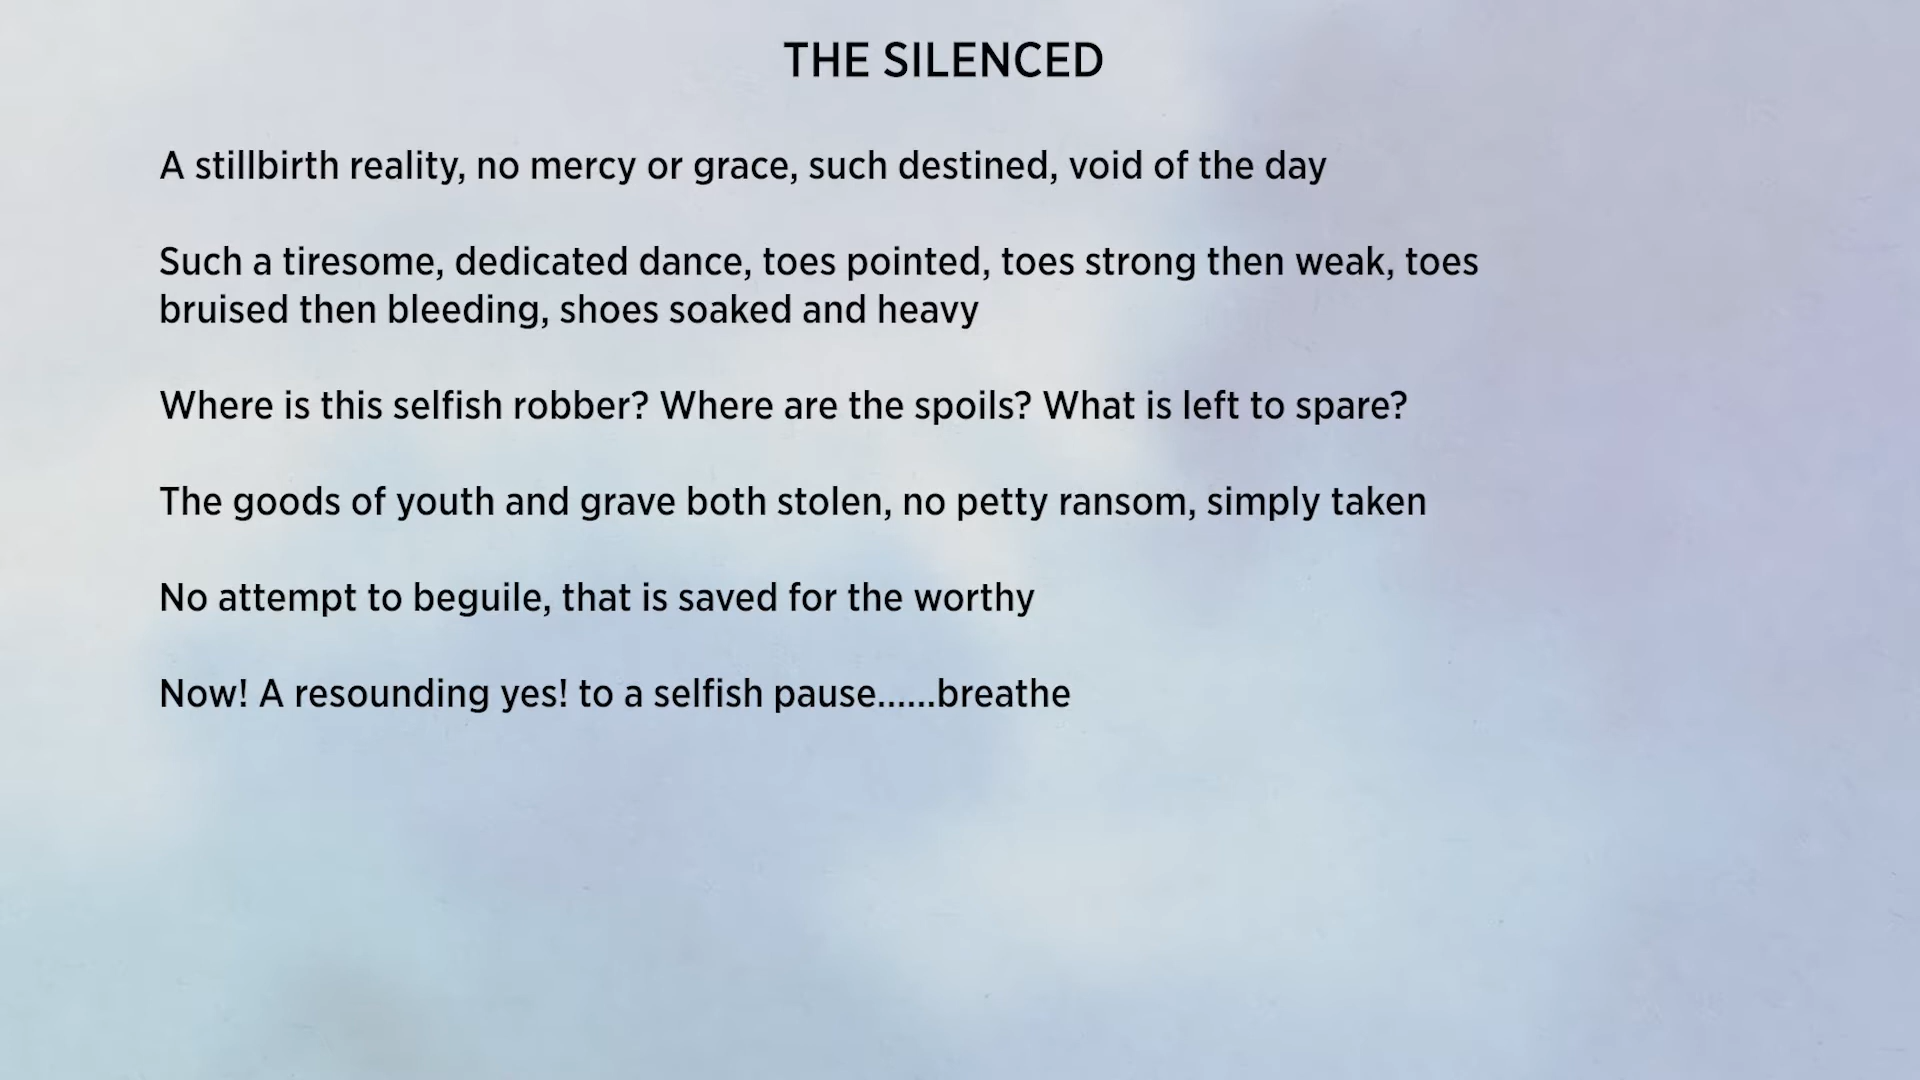 THE SILENCED
A stillbirth reality, no mercy or grace, such destined, void of the day
Such a tiresome, dedicated dance, toes pointed, toes strong then weak, toes
bruised then bleeding, shoes soaked and heavy
Where is this selfish robber? Where are the spoils? What is left to spare?
The goods of youth and grave both stolen, no petty ransom, simply taken
No attempt to beguile, that is saved for the worthy
Now! A resounding yes! to a selfish pause......breathe